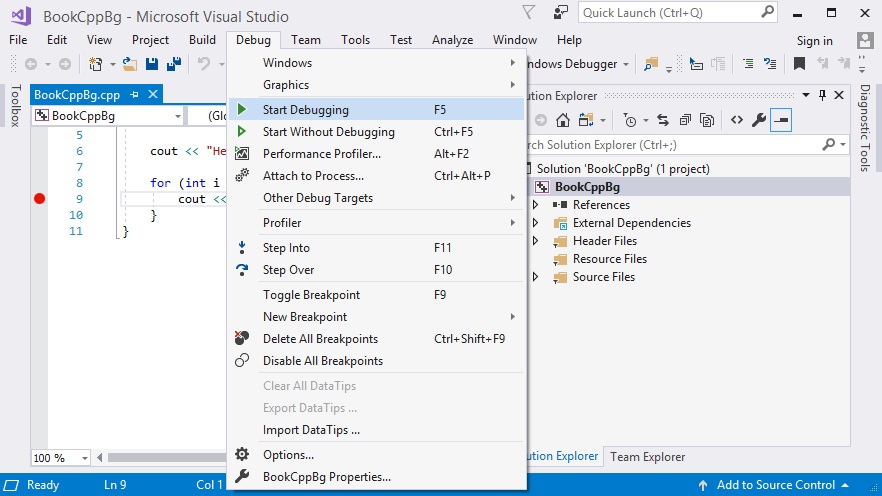 BookCppBg - Microsoft Visual Studio
Quick Launch (Ctrl+Q)
File Edit View Project Build Debug Team Tools Test Analyze Window Help
Sign in
ndows Debugger
Toolbox
BookCppBg.cpp
BookCppBg
(Glo
5
6 cout << "He
7
8 for (int i
9 cout <<
10 }
11 }
100 %
Windows
Graphics
Start Debugging F5
Start Without Debugging Ctrl+F5
Performance Profiler... Alt+F2
Attach to Process... Ctrl+Alt+P
Other Debug Targets
Profiler
Step Into F11
Step Over F10
Toggle Breakpoint F9
New Breakpoint
Delete All Breakpoints Ctrl+Shift+F9
Disable All Breakpoints
Clear All DataTips
Export DataTips ...
Import DataTips ...
Options...
BookCppBg Properties...
ution Explorer
rch Solution Explorer (Ctrl+;)
Solution 'BookCppBg' (1 project)
BookCppBg
References
External Dependencies
Header Files
Resource Files
Source Files
ution Explorer Team Explorer
Diagnostic Tools
Ready Ln 9 Col 1 Add to Source Control